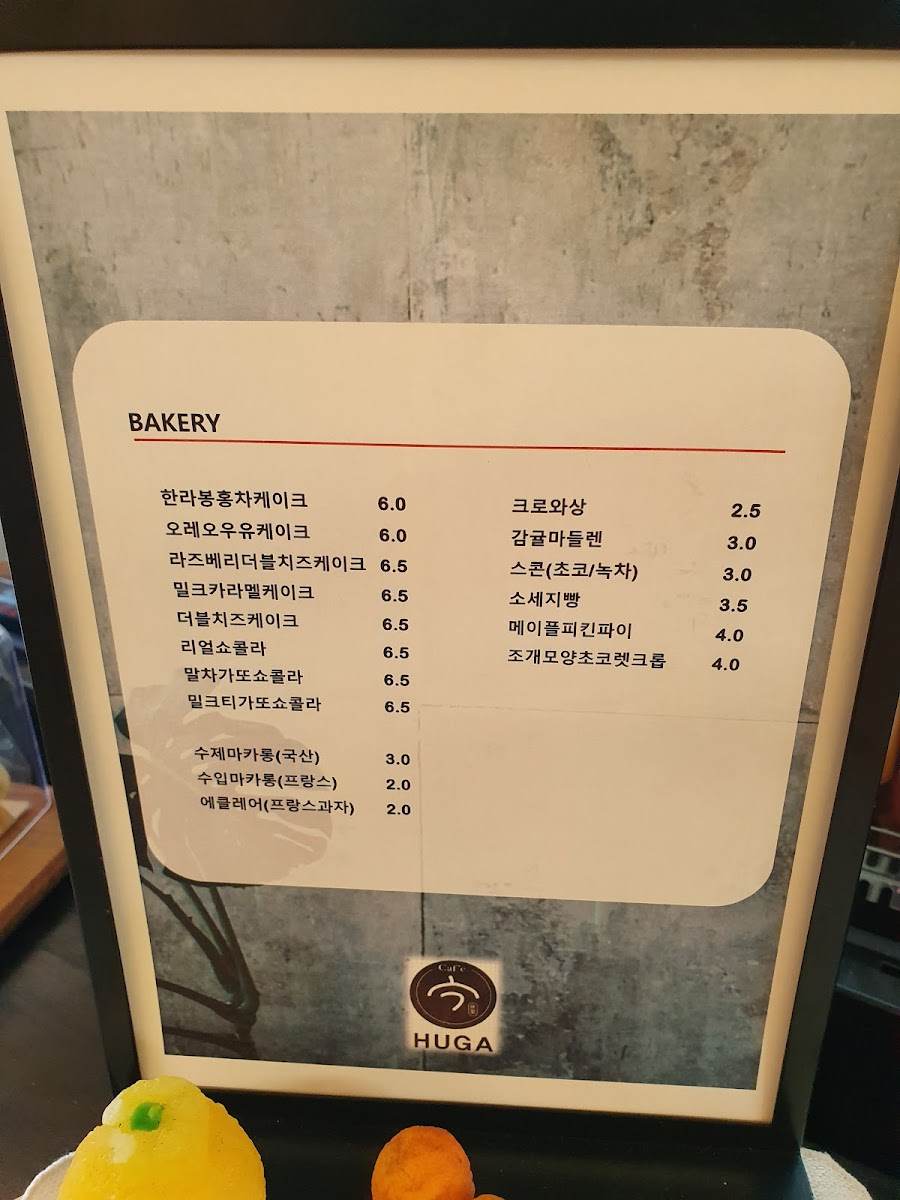 BAKERY
한라봉홍차케이크 6.0
오레오우유케이크 6.0
라즈베리더블치즈케이크 6.5
밀크카라멜케이크 6.5
더블치즈케이크 6.5
리얼쇼콜라 6.5
말차가또쇼콜라 6.5
밀크티가또쇼콜라 6.5
수제마카롱(국산) 3.0
수입마카롱(프랑스) 2.0
에클레어(프랑스과자) 2.0
크로와상 2.5
감귤마들렌 3.0
스콘(초코/녹차) 3.0
소세지빵 3.5
메이플피킨파이 4.0
조개모양초코렛크롭 4.0
Caf'e
HUGA